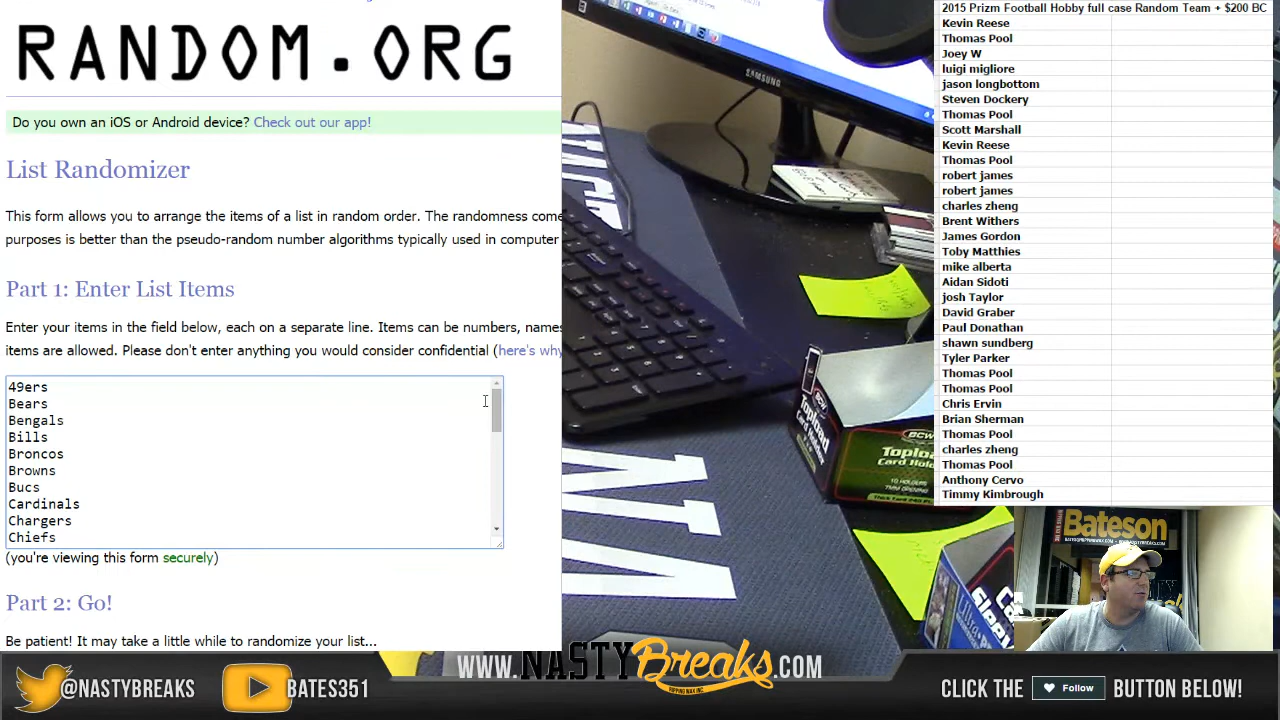 RANDOM.ORG
Do you own an iOS or Android device? Check out our app!
List Randomizer
This form allows you to arrange the items of a list in random order. The randomness come
purposes is better than the pseudo-random number algorithms typically used in computer
Part 1: Enter List Items
Enter your items in the field below, each on a separate line. Items can be numbers, names
items are allowed. Please don't enter anything you would consider confidential (here's why
49ers
Bears
Bengals
Bills
Broncos
Browns
Bucs
Cardinals
Chargers
Chiefs
(you're viewing this form securely)
Part 2: Go!
Be patient! It may take a little while to randomize your list...
SAMSUNG
BCW
Topload
Card Hold
2015 Prizm Football Hobby full case Random Team + $200 BC
Kevin Reese
Thomas Pool
Joey W
luigi migliore
jason longbottom
Steven Dockery
Thomas Pool
Scott Marshall
Kevin Reese
Thomas Pool
robert james
robert james
charles zheng
Brent Withers
James Gordon
Toby Matthies
mike alberta
Aidan Sidoti
josh Taylor
David Graber
Paul Donathan
shawn sundberg
Tyler Parker
Thomas Pool
Thomas Pool
Chris Ervin
Brian Sherman
Thomas Pool
charles zheng
Thomas Pool
Anthony Cervo
Timmy Kimbrough
Bateson
@NASTYBREAKS
BATES351
WWW.NASTYBreaks.COM
RIPPING WAX INC
CLICK THE Follow BUTTON BELOW!